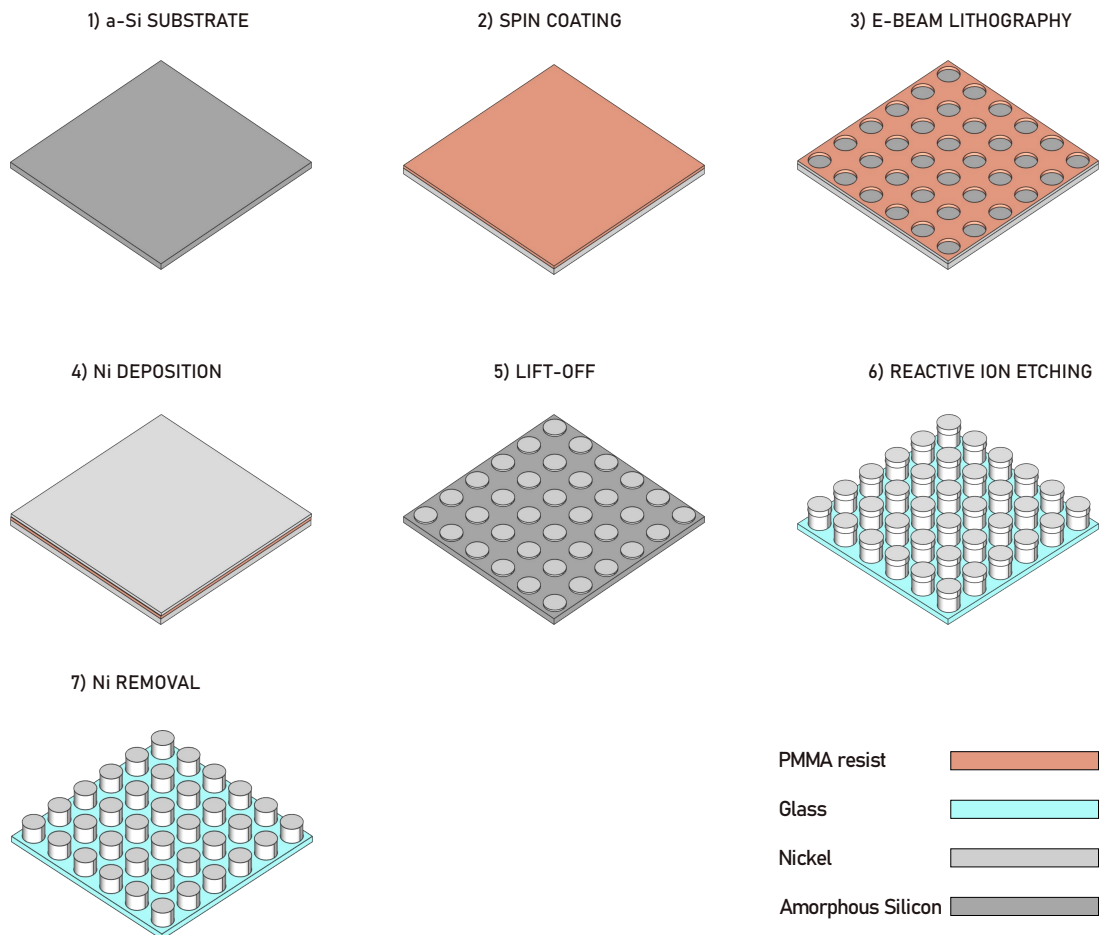 1) a-Si SUBSTRATE
2) SPIN COATING
3) E-BEAM LITHOGRAPHY
4) Ni DEPOSITION
5) LIFT-OFF
6) REACTIVE ION ETCHING
7) Ni REMOVAL
PMMA resist
Glass
Nickel
Amorphous Silicon